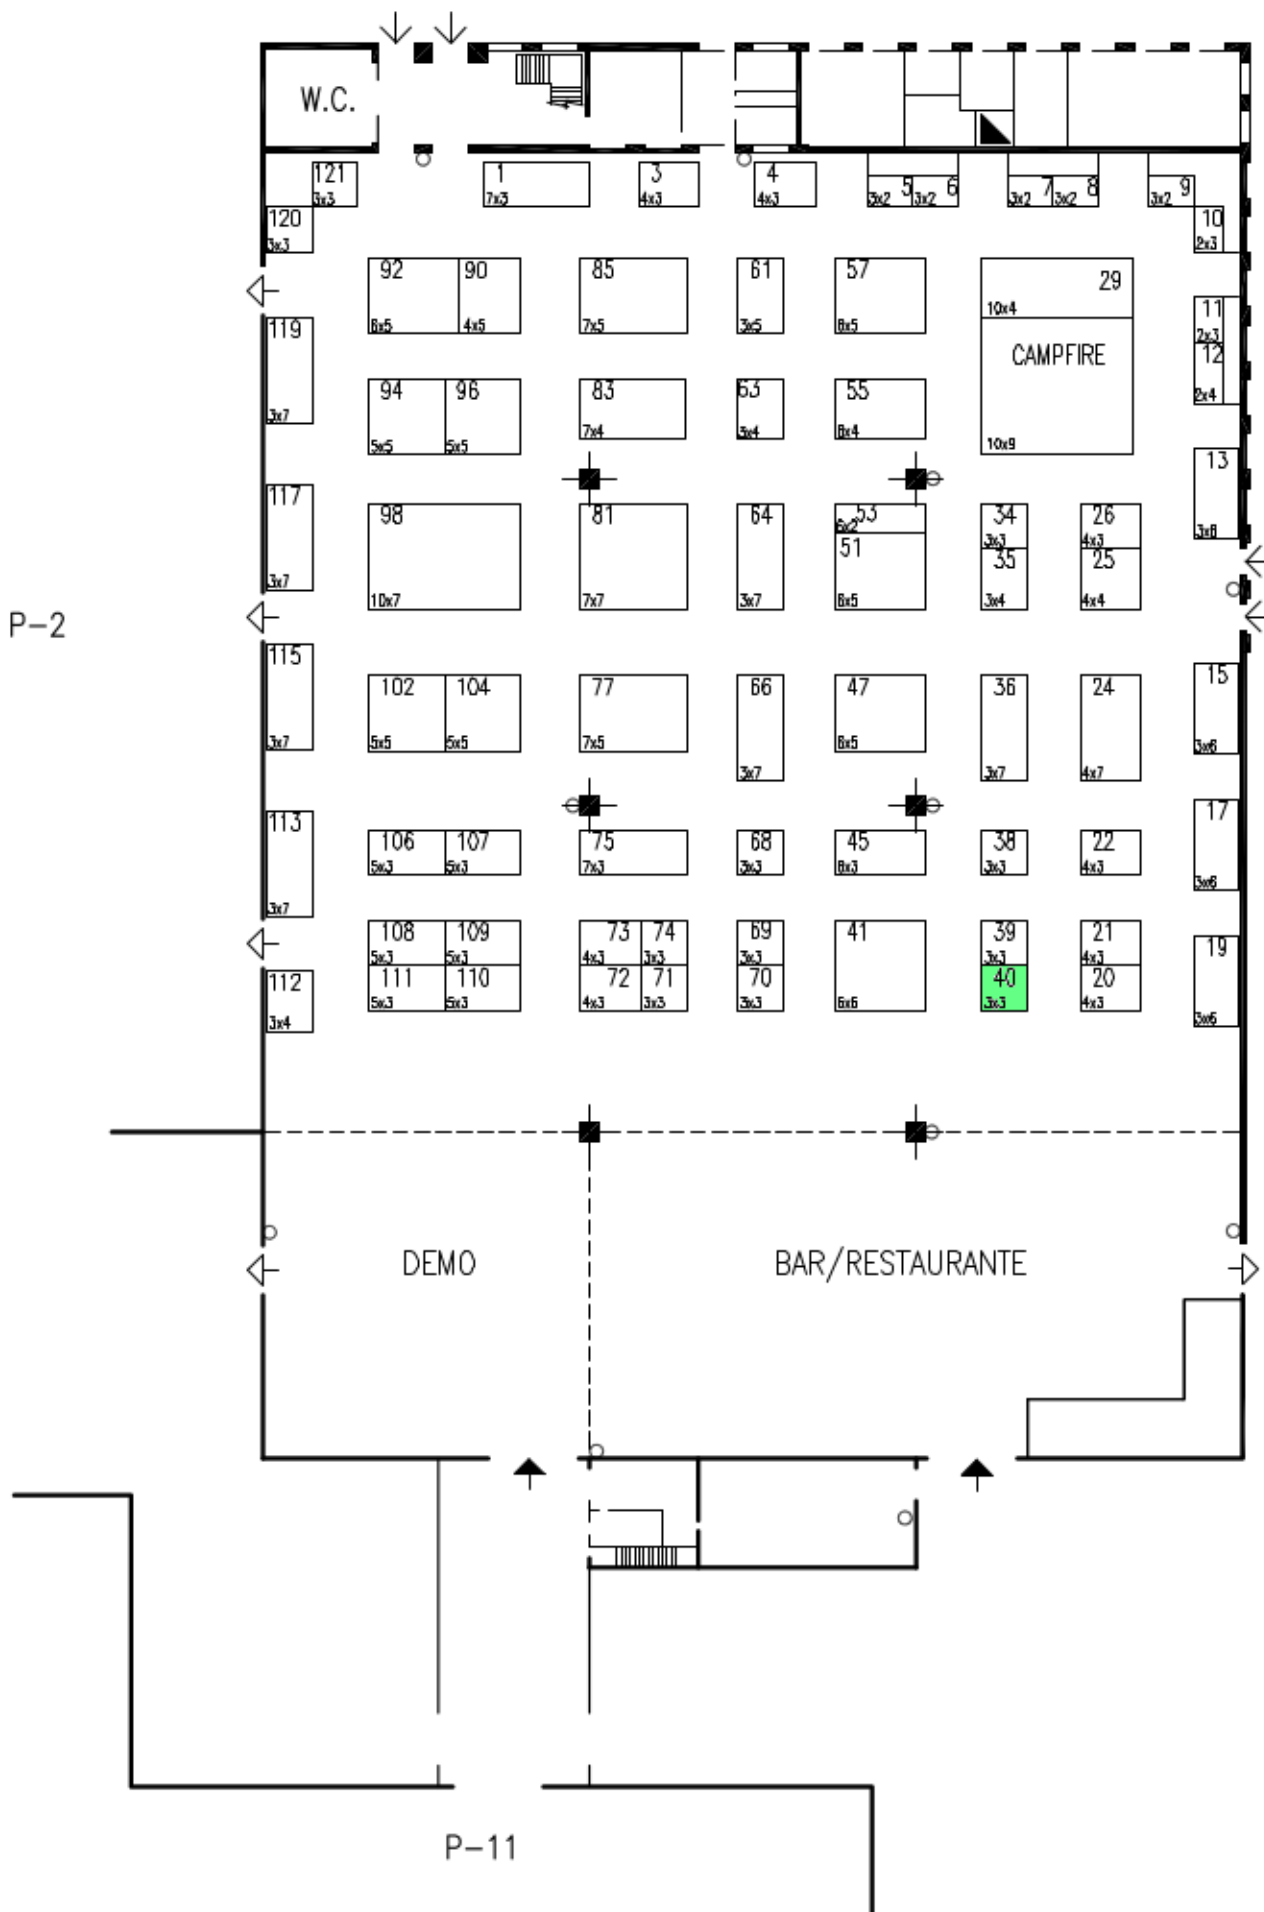 W.C.
121
3x3
1
7x3
3
4x3
4
4x3
5
3x2
6
3x2
7
3x2
8
3x2
9
3x2
120
3x3
10
2x3
92
6x5
90
4x5
85
7x5
61
3x5
57
6x5
29
10x4
CAMPFIRE
10x9
11
2x3
12
2x4
119
3x7
94
5x5
96
5x5
83
7x4
63
3x4
55
6x4
13
3x6
117
3x7
98
10x7
81
7x7
64
3x7
53
6x2
51
6x5
34
3x3
35
3x4
26
4x3
25
4x4
P-2
115
3x7
102
5x5
104
5x5
77
7x5
66
3x7
47
6x5
36
3x7
24
4x7
15
3x6
113
3x7
106
5x3
107
5x3
75
7x3
68
3x3
45
6x3
38
3x3
22
4x3
17
3x6
108
5x3
109
5x3
73
4x3
74
3x3
69
3x3
41
6x6
39
3x3
21
4x3
19
3x6
112
3x4
111
5x3
110
5x3
72
4x3
71
3x3
70
3x3
40
3x3
20
4x3
DEMO
BAR/RESTAURANTE
P-11